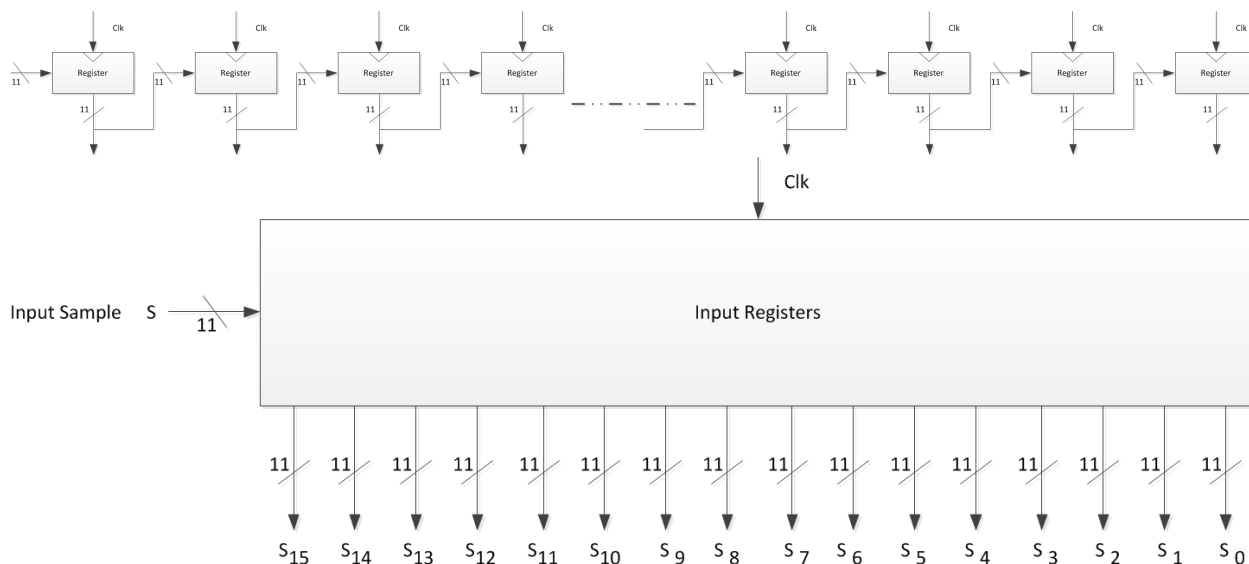 Clk Clk Clk Clk Clk Clk Clk Clk
11 Register 11 Register 11 Register 11 Register 11 Register 11 Register 11 Register 11 Register
11 11 11 11 11 11 11 11
Clk
Input Sample S 11 Input Registers
11 11 11 11 11 11 11 11 11 11 11 11 11 11 11 11
S15 S14 S13 S12 S11 S10 S9 S8 S7 S6 S5 S4 S3 S2 S1 S0